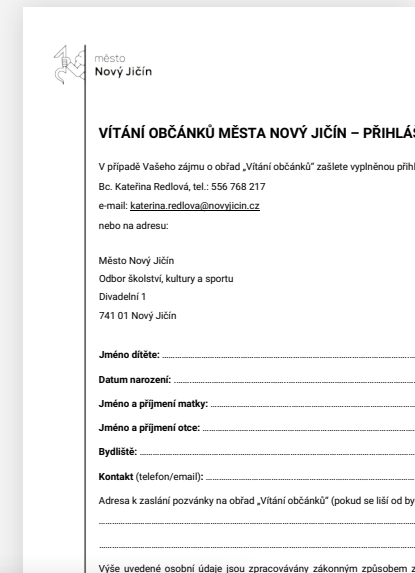 město
Nový Jičín
VÍTÁNÍ OBČÁNKŮ MĚSTA NOVÝ JIČÍN – PŘIHLÁŠ
V případě Vašeho zájmu o obřad „Vítání občánků“ zašlete vyplněnou přihl
Bc. Kateřina Redlová, tel.: 556 768 217
e-mail: katerina.redlova@novyjicin.cz
nebo na adresu:
Město Nový Jičín
Odbor školství, kultury a sportu
Divadelní 1
741 01 Nový Jičín
Jméno dítěte: ................................................................
Datum narození: ................................................................
Jméno a příjmení matky: ................................................................
Jméno a příjmení otce: ................................................................
Bydliště: ................................................................
Kontakt (telefon/email): ................................................................
Adresa k zaslání pozvánky na obřad „Vítání občánků“ (pokud se liší od by
................................................................
................................................................
Výše uvedené osobní údaje jsou zpracovávány zákonným způsobem z